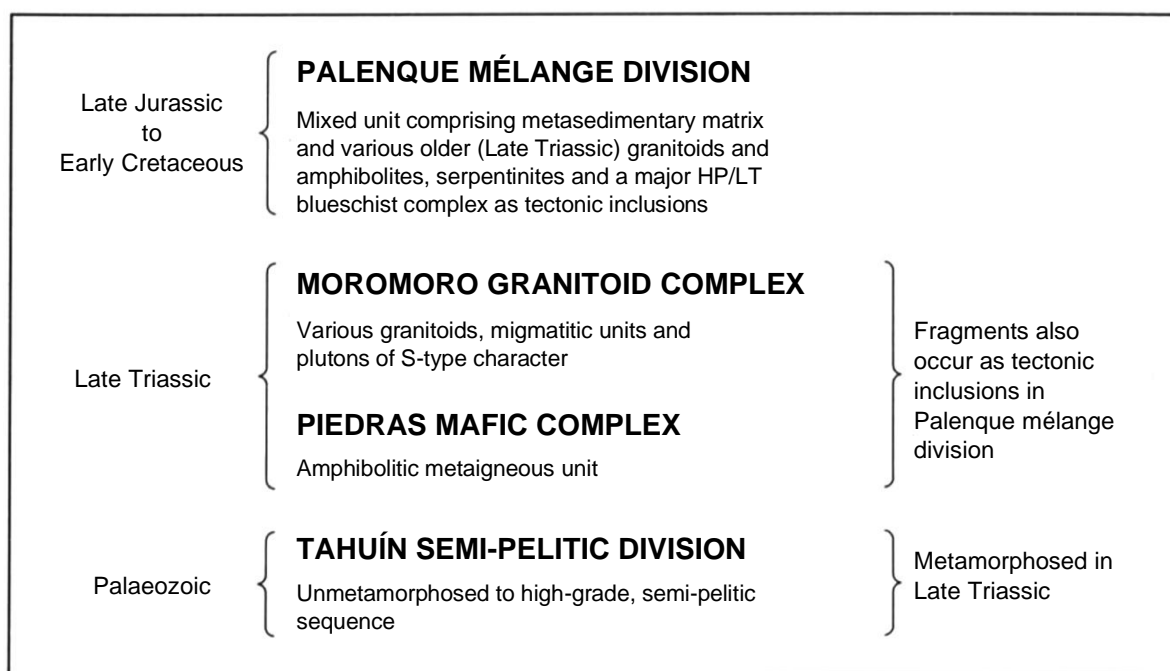 Late Jurassic
to
Early Cretaceous
PALENQUE MÉLANGE DIVISION
Mixed unit comprising metasedimentary matrix
and various older (Late Triassic) granitoids and
amphibolites, serpentinites and a major HP/LT
blueschist complex as tectonic inclusions
Late Triassic
MOROMORO GRANITOID COMPLEX
Various granitoids, migmatitic units and
plutons of S-type character
PIEDRAS MAFIC COMPLEX
Amphibolitic metaigneous unit
Fragments also
occur as tectonic
inclusions in
Palenque mélange
division
Palaeozoic
TAHUÍN SEMI-PELITIC DIVISION
Unmetamorphosed to high-grade, semi-pelitic
sequence
Metamorphosed in
Late Triassic